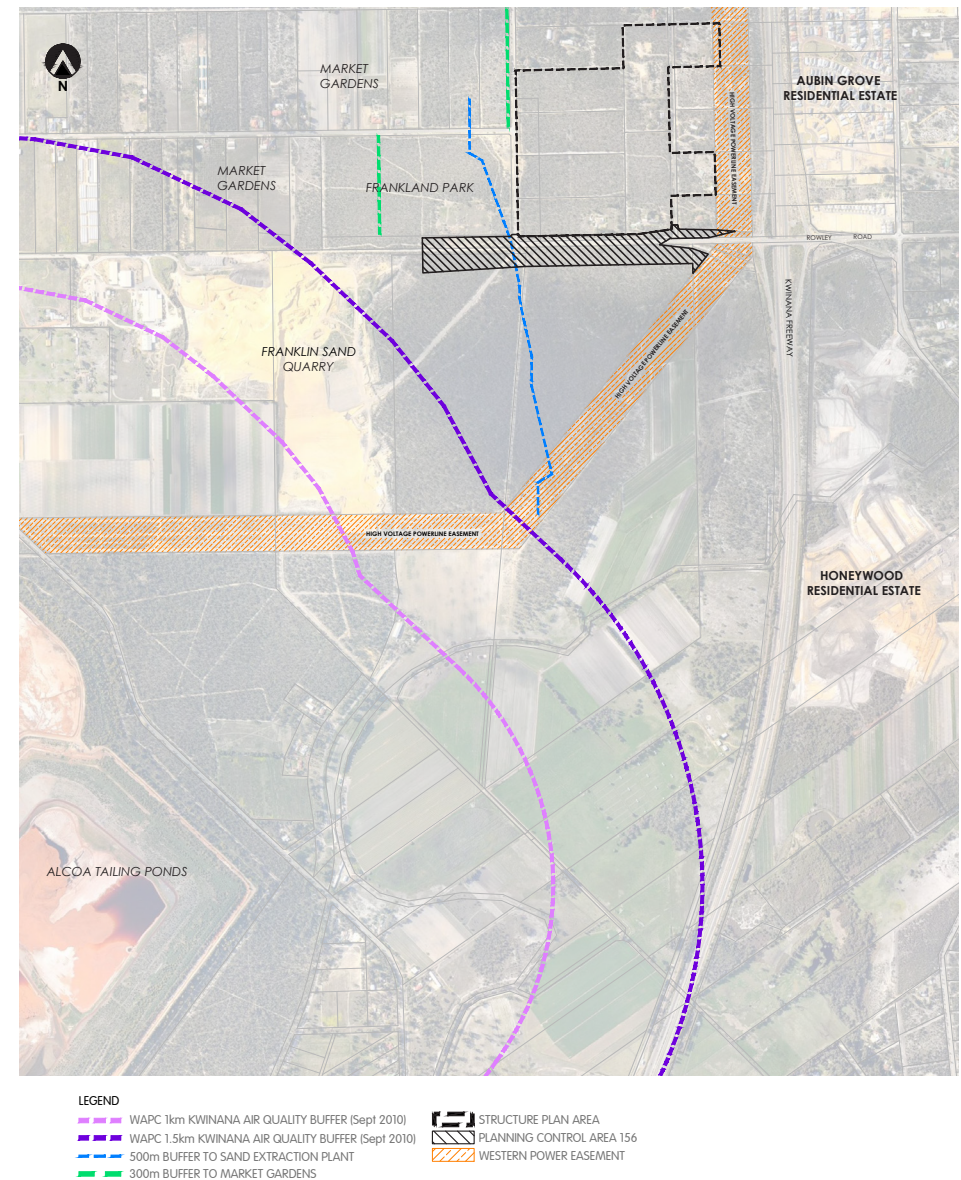 N
MARKET
GARDENS
AUBIN GROVE
RESIDENTIAL ESTATE
HIGH VOLTAGE POWERLINE EASEMENT
MARKET
GARDENS
FRANKLAND PARK
ROWLEY ROAD
KWINANA FREEWAY
HIGH VOLTAGE POWERLINE EASEMENT
FRANKLIN SAND
QUARRY
HIGH VOLTAGE POWERLINE EASEMENT
HONEYWOOD
RESIDENTIAL ESTATE
ALCOA TAILING PONDS
LEGEND
WAPC 1km KWINANA AIR QUALITY BUFFER (Sept 2010)
WAPC 1.5km KWINANA AIR QUALITY BUFFER (Sept 2010)
500m BUFFER TO SAND EXTRACTION PLANT
300m BUFFER TO MARKET GARDENS
STRUCTURE PLAN AREA
PLANNING CONTROL AREA 156
WESTERN POWER EASEMENT